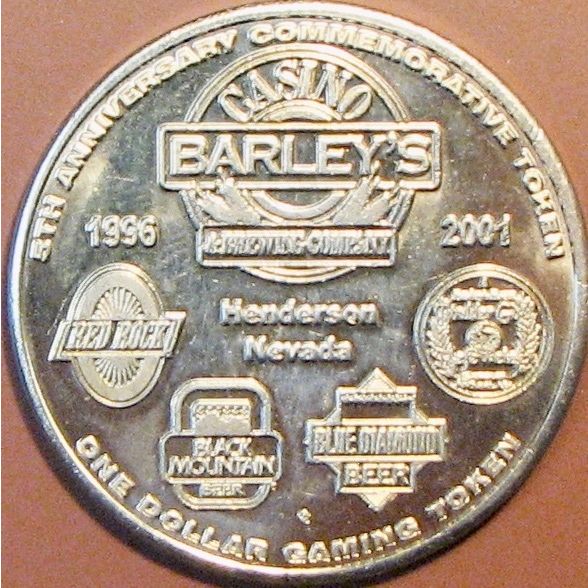 5TH ANNIVERSARY COMMEMORATIVE TOKEN
CASINO
BARLEY'S
& BREWING COMPANY
1996
2001
Henderson
Nevada
RED ROCK
BLACK
MOUNTAIN
BEER
BLUE DIAMOND
BEER
ONE DOLLAR GAMING TOKEN